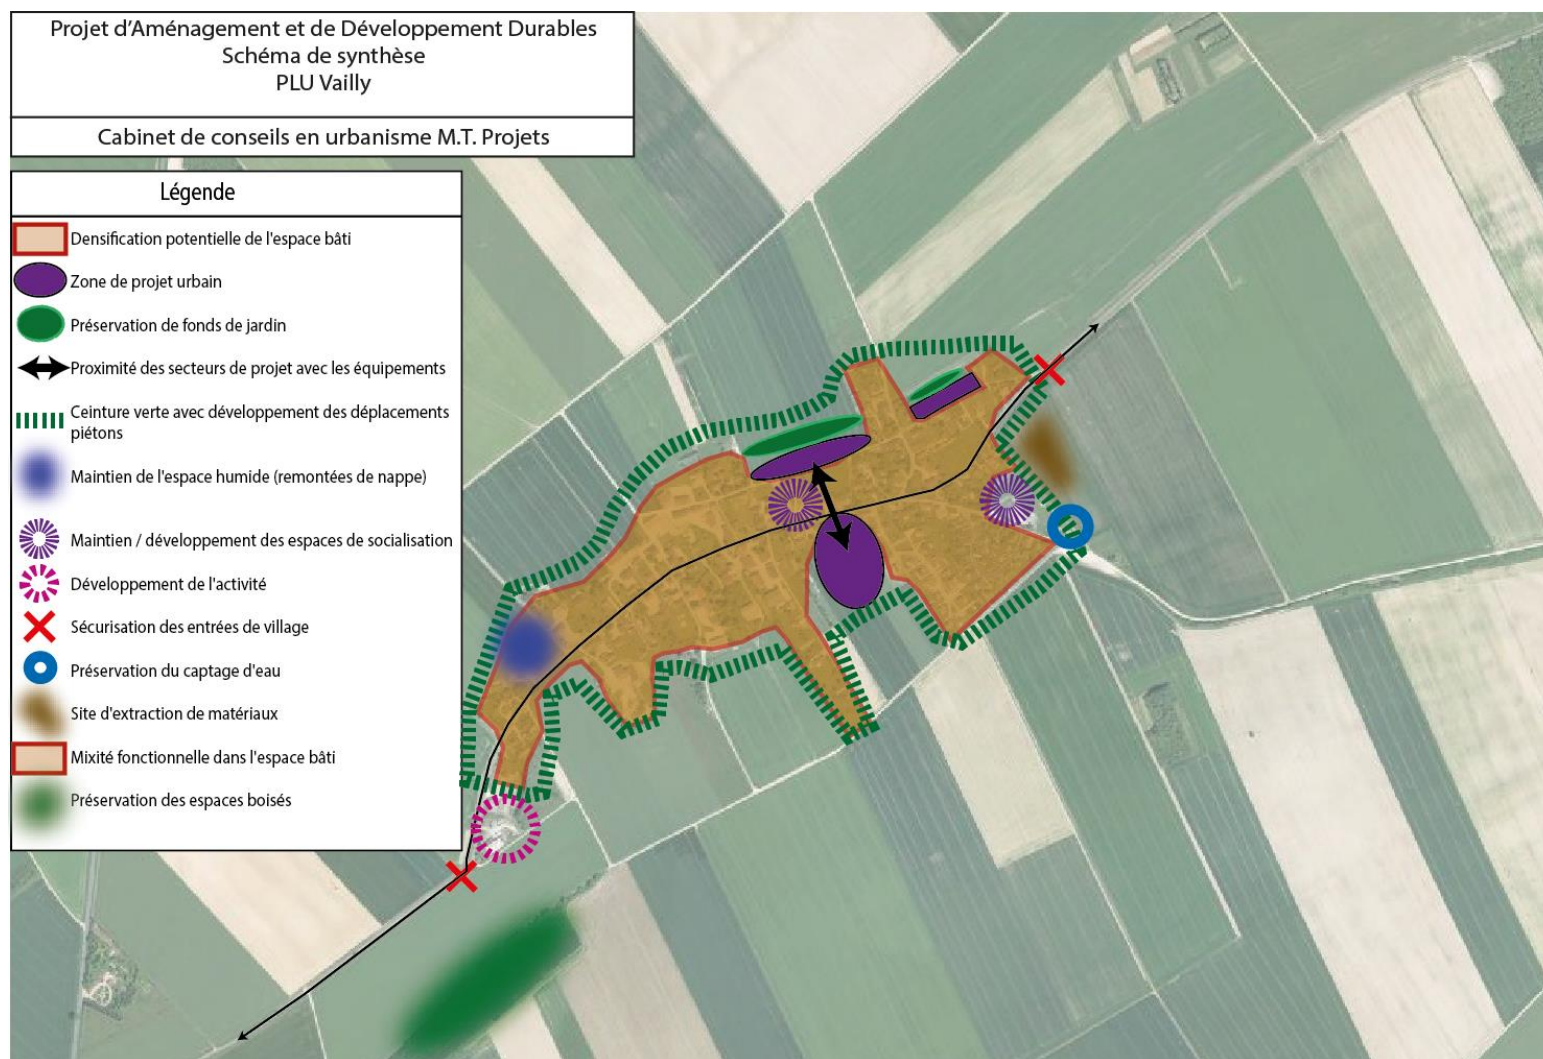 Projet d’Aménagement et de Développement Durables
Schéma de synthèse
PLU Vailly
Cabinet de conseils en urbanisme M.T. Projets
Légende
Densification potentielle de l'espace bâti
Zone de projet urbain
Préservation de fonds de jardin
Proximité des secteurs de projet avec les équipements
Ceinture verte avec développement des déplacements
piétons
Maintien de l'espace humide (remontées de nappe)
Maintien / développement des espaces de socialisation
Développement de l'activité
Sécurisation des entrées de village
Préservation du captage d'eau
Site d'extraction de matériaux
Mixité fonctionnelle dans l'espace bâti
Préservation des espaces boisés